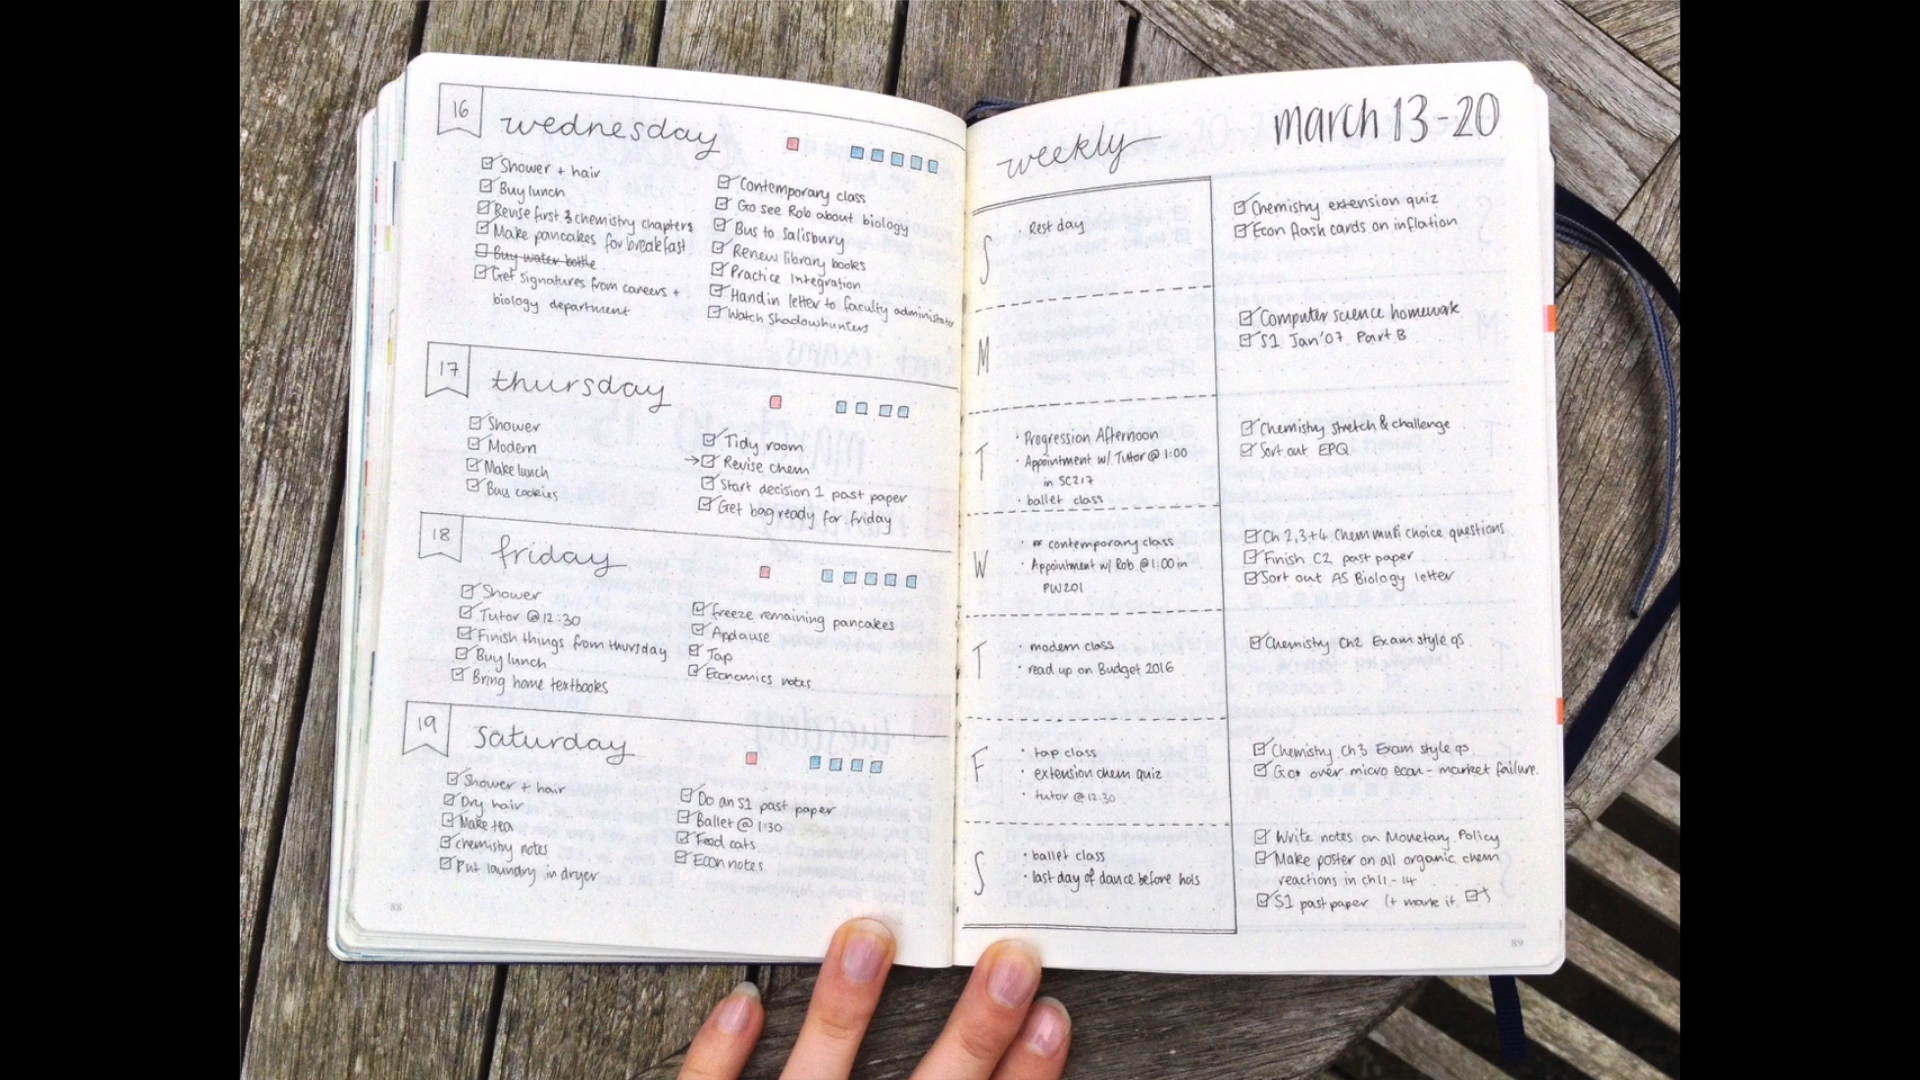 16
wednesday
Shower + hair
Buy lunch
Revise first 3 chemistry chapters
Make pancakes for breakfast
Buy water bottle
Get signatures from careers +
biology department
Contemporary class
Go see Rob about biology
Bus to Salisbury
Renew library books
Practice Integration
Hand in letter to faculty administrator
Watch Shadowhunters
17
thursday
Shower
Modern
Make lunch
Buy cookies
Tidy room
→ Revise chem
Start decision 1 past paper
Get bag ready for friday
18
friday
Shower
Tutor @ 12:30
Finish things from thursday
Buy lunch
Bring home textbooks
freeze remaining pancakes
Applause
Tap
Economics notes
19
saturday
Shower + hair
Dry hair
Make tea
chemistry notes
Put laundry in dryer
Do an S1 past paper
Ballet @ 1:30
Feed cats
Econ notes
88
weekly
march 13-20
S
· Rest day
Chemistry extension quiz
Econ flash cards on inflation
M
Computer science homework
S1 Jan '07 Part B
T
· Progression Afternoon
· Appointment w/ Tutor @ 1:00
in SC217
· ballet class
Chemistry stretch & challenge
Sort out EPQ
W
· contemporary class
· Appointment w/ Rob @ 1:00 in
PW201
Ch 2,3+4 Chem multi choice questions
Finish C2 past paper
Sort out AS Biology letter
T
· modern class
· read up on Budget 2016
Chemistry Ch2 Exam style qs
F
· tap class
· extension chem quiz
· tutor @ 12:30
Chemistry Ch3 Exam style qs
Go over micro econ - market failure.
S
· ballet class
· last day of dance before hols
Write notes on Monetary Policy
Make poster on all organic chem
reactions in ch11-14
S1 past paper (+ mark it )
89